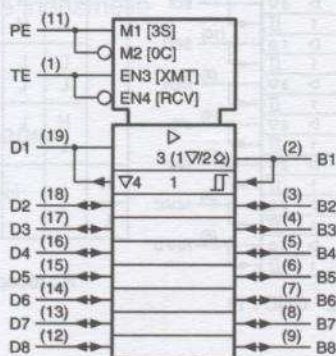 PE (11) M1 [3S]
M2 [0C]
TE (1) EN3 [XMT]
EN4 [RCV]
▷
D1 (19) 3 (1∇/2 Ω) (2) B1
∇4 1
D2 (18) (3) B2
D3 (17) (4) B3
D4 (16) (5) B4
D5 (15) (6) B5
D6 (14) (7) B6
D7 (13) (8) B7
D8 (12) (9) B8